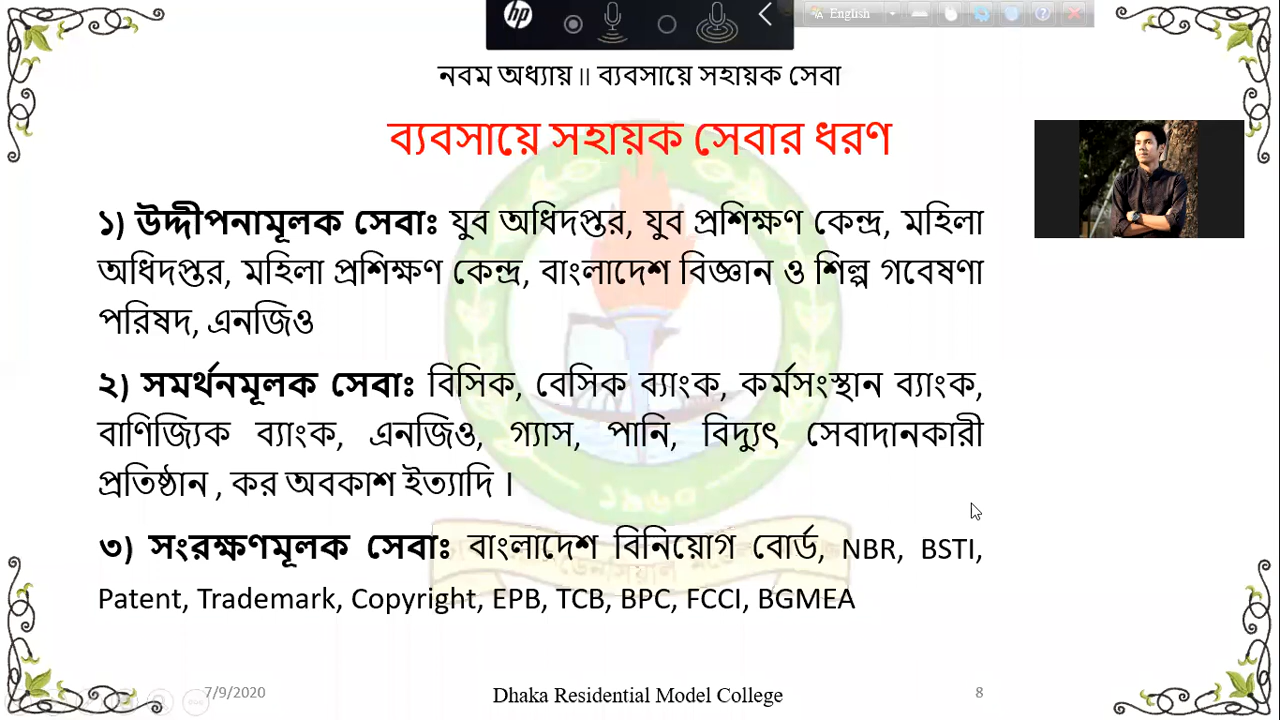 hp
English
নবম অধ্যায় ॥ ব্যবসায়ে সহায়ক সেবা
ব্যবসায়ে সহায়ক সেবার ধরণ
১) উদ্দীপনামূলক সেবাঃ যুব অধিদপ্তর, যুব প্রশিক্ষণ কেন্দ্র, মহিলা
অধিদপ্তর, মহিলা প্রশিক্ষণ কেন্দ্র, বাংলাদেশ বিজ্ঞান ও শিল্প গবেষণা
পরিষদ, এনজিও
২) সমর্থনমূলক সেবাঃ বিসিক, বেসিক ব্যাংক, কর্মসংস্থান ব্যাংক,
বাণিজ্যিক ব্যাংক, এনজিও, গ্যাস, পানি, বিদ্যুৎ সেবাদানকারী
প্রতিষ্ঠান , কর অবকাশ ইত্যাদি ।
১৯৬০
৩) সংরক্ষণমূলক সেবাঃ বাংলাদেশ বিনিয়োগ বোর্ড, NBR, BSTI,
Patent, Trademark, Copyright, EPB, TCB, BPC, FCCI, BGMEA
7/9/2020
Dhaka Residential Model College
8